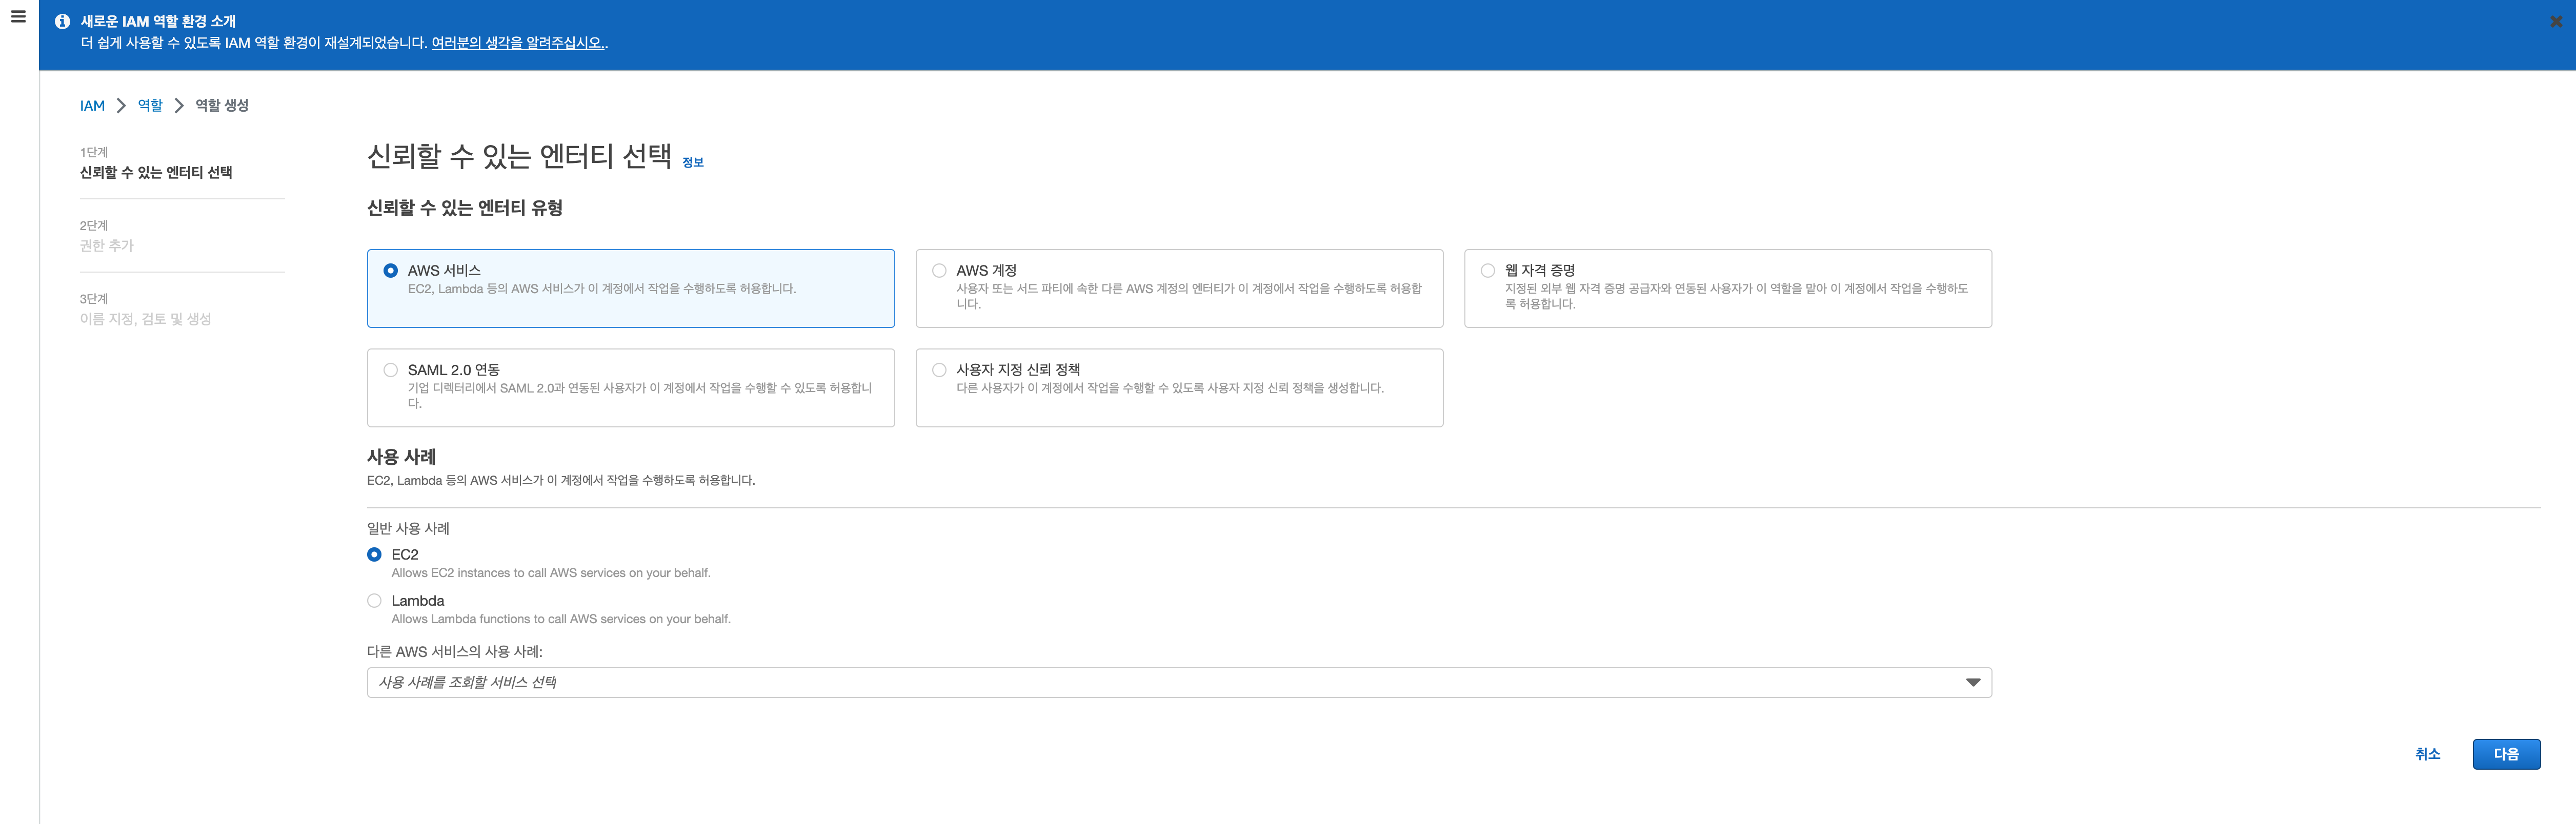 새로운 IAM 역할 환경 소개
더 쉽게 사용할 수 있도록 IAM 역할 환경이 재설계되었습니다. 여러분의 생각을 알려주십시오..
IAM > 역할 > 역할 생성
1단계
신뢰할 수 있는 엔터티 선택
2단계
권한 추가
3단계
이름 지정, 검토 및 생성
신뢰할 수 있는 엔터티 선택 정보
신뢰할 수 있는 엔터티 유형
AWS 서비스
EC2, Lambda 등의 AWS 서비스가 이 계정에서 작업을 수행하도록 허용합니다.
AWS 계정
사용자 또는 서드 파티에 속한 다른 AWS 계정의 엔터티가 이 계정에서 작업을 수행하도록 허용합
니다.
웹 자격 증명
지정된 외부 웹 자격 증명 공급자와 연동된 사용자가 이 역할을 맡아 이 계정에서 작업을 수행하도
록 허용합니다.
SAML 2.0 연동
기업 디렉터리에서 SAML 2.0과 연동된 사용자가 이 계정에서 작업을 수행할 수 있도록 허용합니
다.
사용자 지정 신뢰 정책
다른 사용자가 이 계정에서 작업을 수행할 수 있도록 사용자 지정 신뢰 정책을 생성합니다.
사용 사례
EC2, Lambda 등의 AWS 서비스가 이 계정에서 작업을 수행하도록 허용합니다.
일반 사용 사례
EC2
Allows EC2 instances to call AWS services on your behalf.
Lambda
Allows Lambda functions to call AWS services on your behalf.
다른 AWS 서비스의 사용 사례:
사용 사례를 조회할 서비스 선택
취소
다음